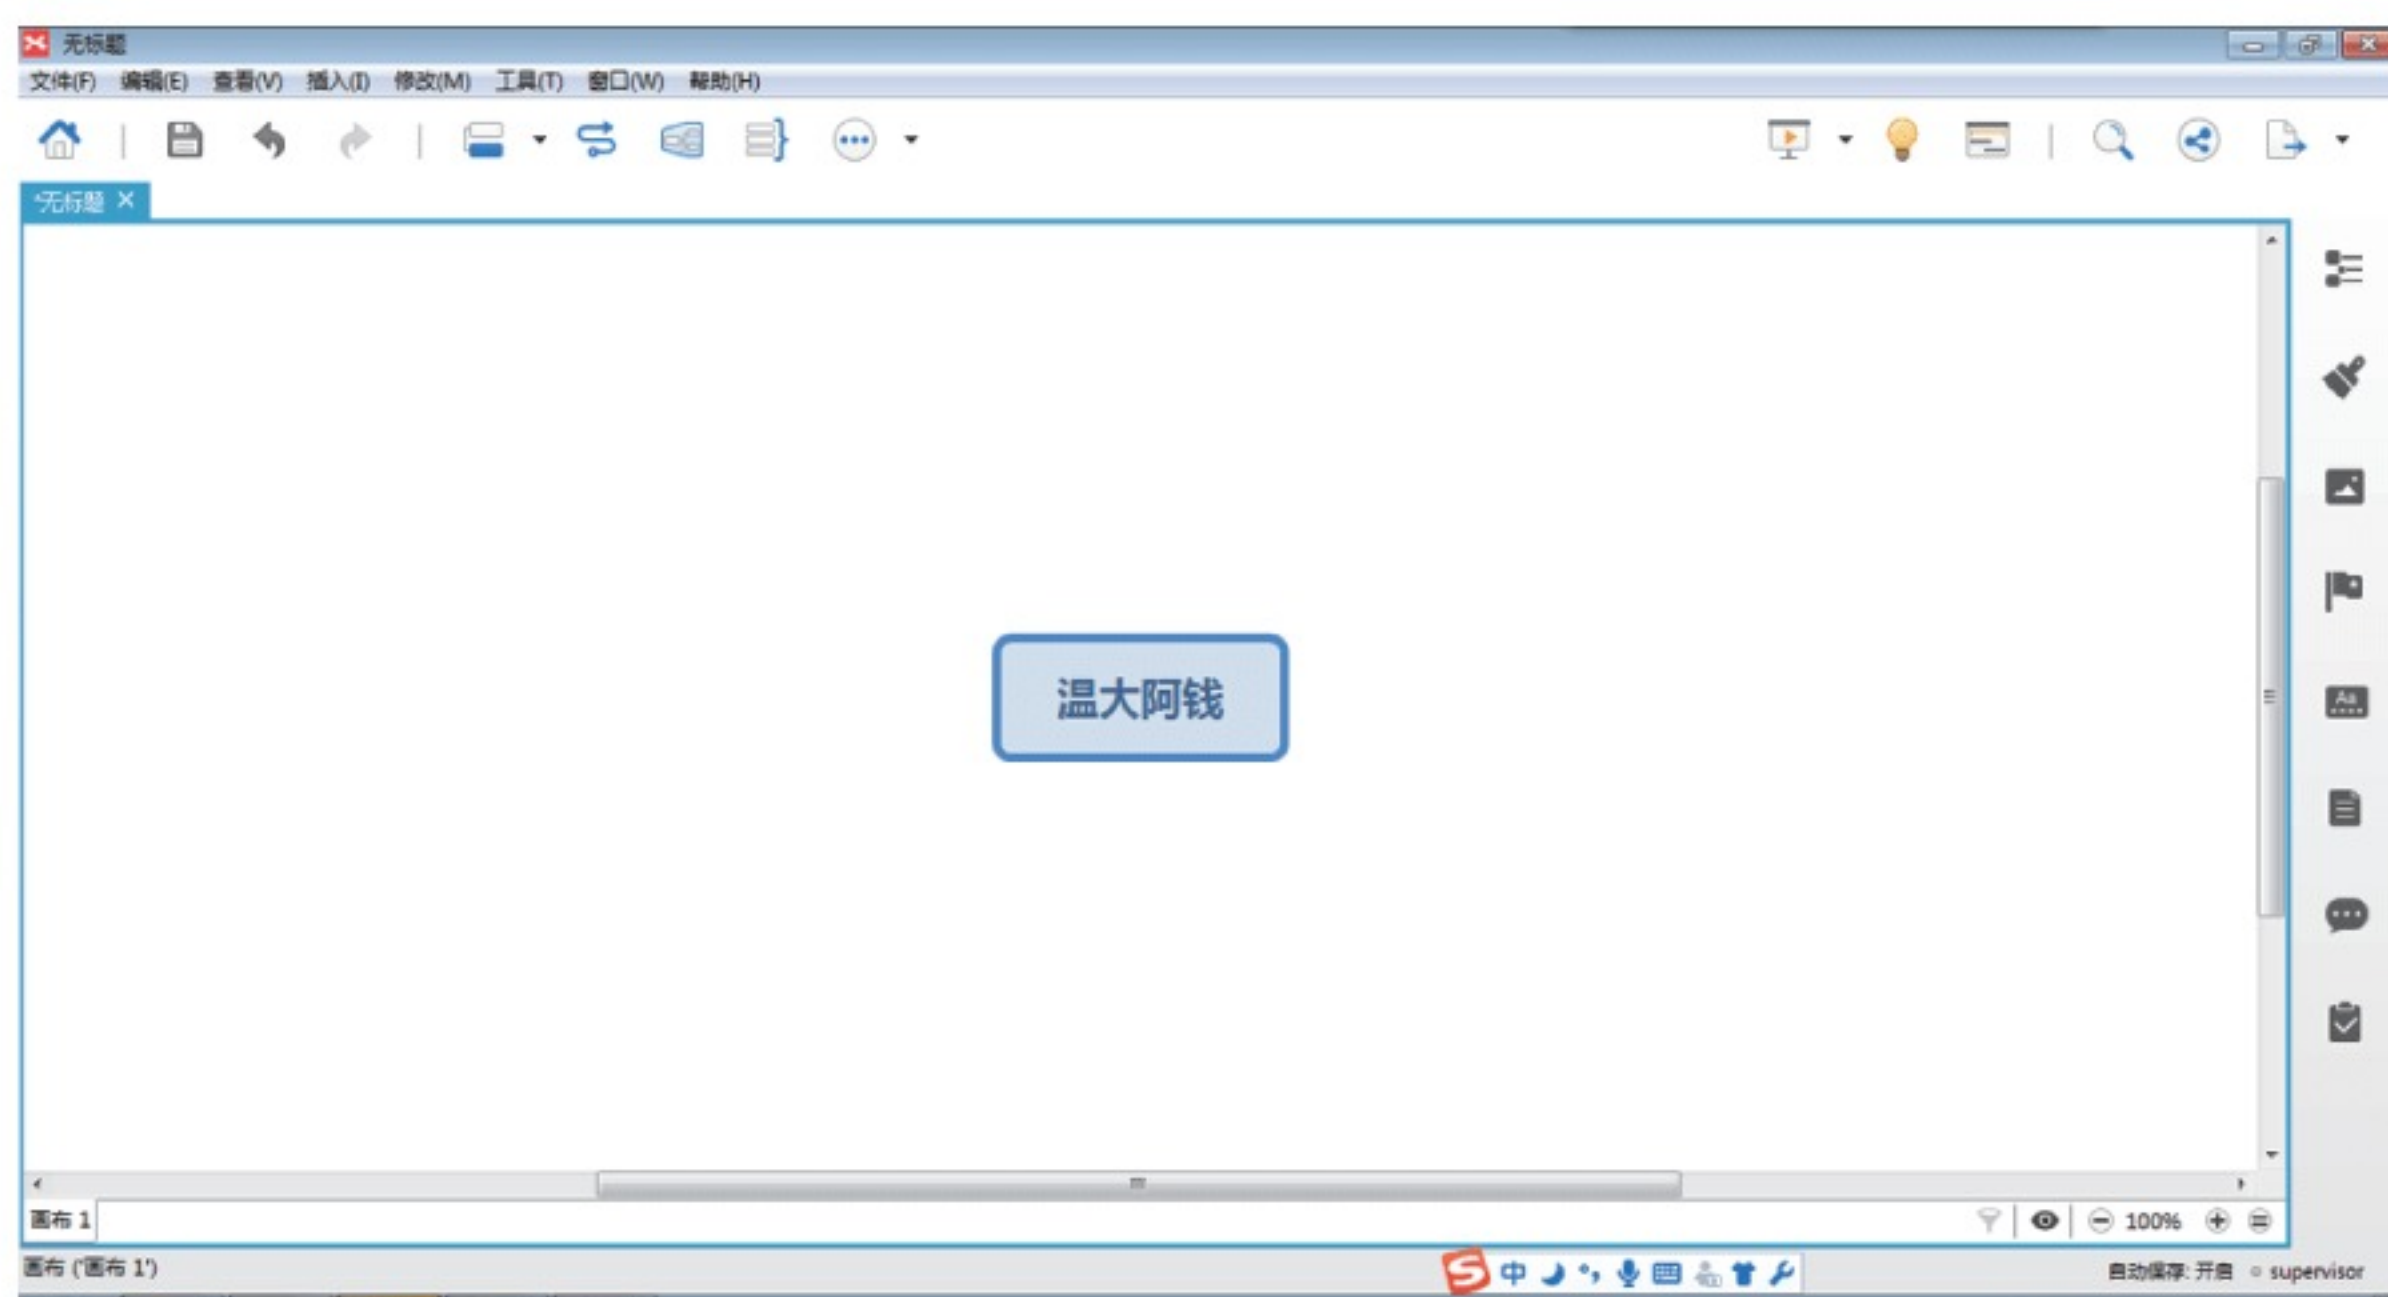 无标题
文件(F) 编辑(E) 查看(V) 插入(I) 修改(M) 工具(T) 窗口(W) 帮助(H)
*无标题
温大阿钱
Aa
画布 1
100%
画布 ('画布 1')
中
自动保存: 开启 supervisor